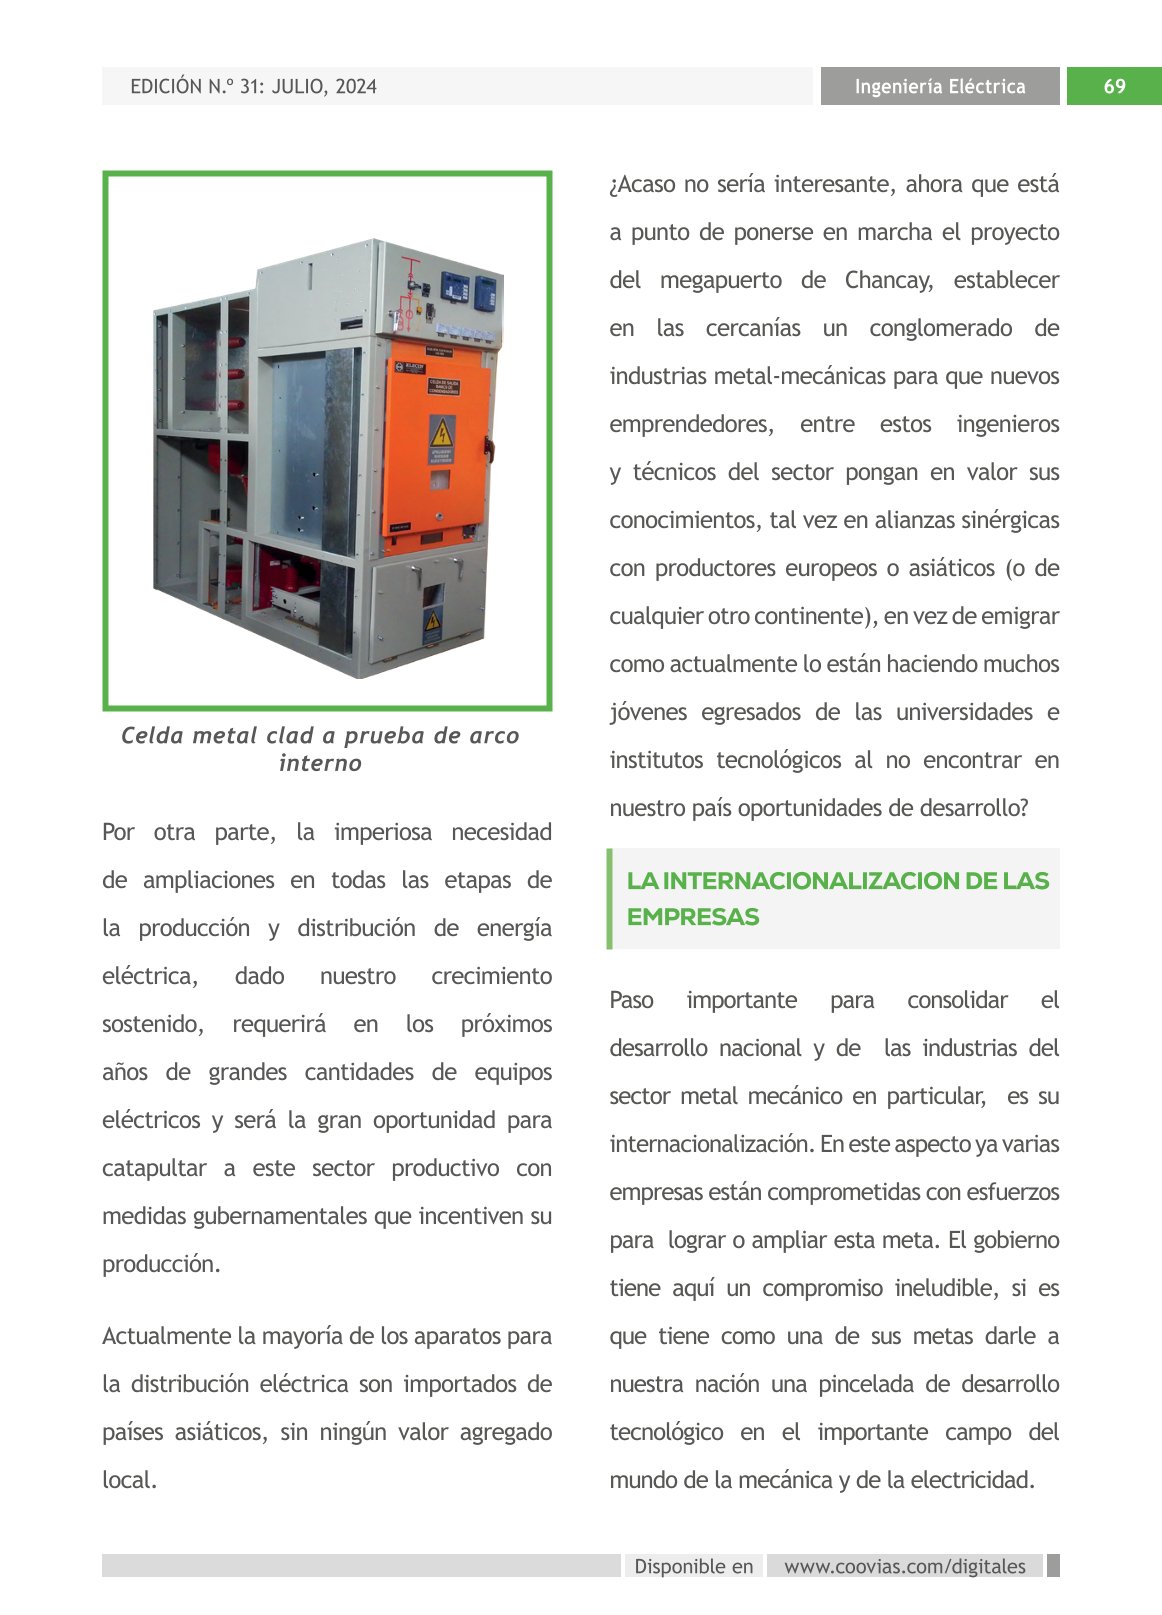 EDICIÓN N.º 31: JULIO, 2024
Ingeniería Eléctrica
69
CELDA DE SALIDA
BANCO DE
CONDENSADORES
Celda metal clad a prueba de arco
interno
Por otra parte, la imperiosa necesidad
de ampliaciones en todas las etapas de
la producción y distribución de energía
eléctrica, dado nuestro crecimiento
sostenido, requerirá en los próximos
años de grandes cantidades de equipos
eléctricos y será la gran oportunidad para
catapultar a este sector productivo con
medidas gubernamentales que incentiven su
producción.
Actualmente la mayoría de los aparatos para
la distribución eléctrica son importados de
países asiáticos, sin ningún valor agregado
local.
¿Acaso no sería interesante, ahora que está
a punto de ponerse en marcha el proyecto
del megapuerto de Chancay, establecer
en las cercanías un conglomerado de
industrias metal-mecánicas para que nuevos
emprendedores, entre estos ingenieros
y técnicos del sector pongan en valor sus
conocimientos, tal vez en alianzas sinérgicas
con productores europeos o asiáticos (o de
cualquier otro continente), en vez de emigrar
como actualmente lo están haciendo muchos
jóvenes egresados de las universidades e
institutos tecnológicos al no encontrar en
nuestro país oportunidades de desarrollo?
LA INTERNACIONALIZACION DE LAS
EMPRESAS
Paso importante para consolidar el
desarrollo nacional y de las industrias del
sector metal mecánico en particular, es su
internacionalización. En este aspecto ya varias
empresas están comprometidas con esfuerzos
para lograr o ampliar esta meta. El gobierno
tiene aquí un compromiso ineludible, si es
que tiene como una de sus metas darle a
nuestra nación una pincelada de desarrollo
tecnológico en el importante campo del
mundo de la mecánica y de la electricidad.
Disponible en
www.coovias.com/digitales